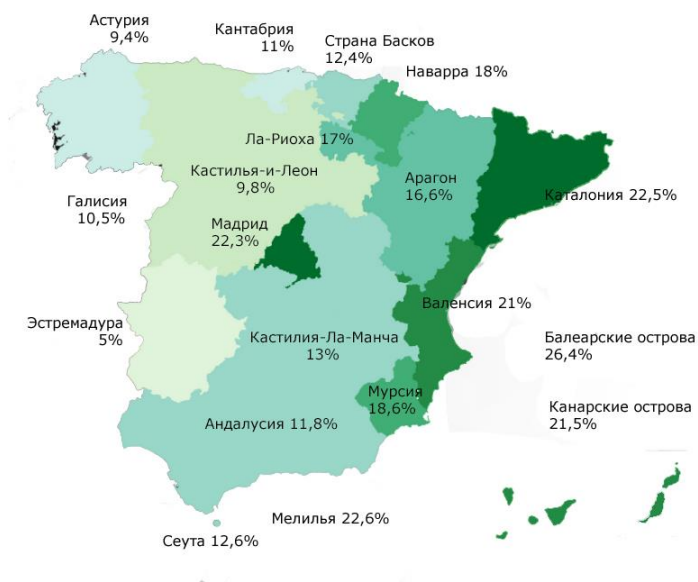 Астурия
9,4%
Кантабрия
11%
Страна Басков
12,4%
Наварра 18%
Ла-Риоха 17%
Кастилья-и-Леон
9,8%
Арагон
16,6%
Каталония 22,5%
Галисия
10,5%
Мадрид
22,3%
Валенсия 21%
Эстремадура
5%
Кастилия-Ла-Манча
13%
Балеарские острова
26,4%
Мурсия
18,6%
Канарские острова
21,5%
Андалусия 11,8%
Мелилья 22,6%
Сеута 12,6%